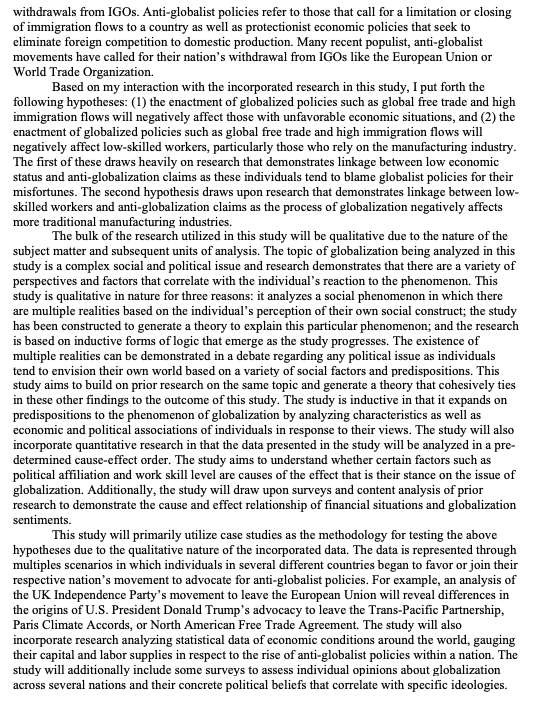 withdrawals from IGOs. Anti-globalist policies refer to those that call for a limitation or closing
of immigration flows to a country as well as protectionist economic policies that seek to
eliminate foreign competition to domestic production. Many recent populist, anti-globalist
movements have called for their nation's withdrawal from IGOs like the European Union or
World Trade Organization.
Based on my interaction with the incorporated research in this study, I put forth the
following hypotheses: (1) the enactment of globalized policies such as global free trade and high
immigration flows will negatively affect those with unfavorable economic situations, and (2) the
enactment of globalized policies such as global free trade and high immigration flows will
negatively affect low-skilled workers, particularly those who rely on the manufacturing industry.
The first of these draws heavily on research that demonstrates linkage between low economic
status and anti-globalization claims as these individuals tend to blame globalist policies for their
misfortunes. The second hypothesis draws upon research that demonstrates linkage between low-
skilled workers and anti-globalization claims as the process of globalization negatively affects
more traditional manufacturing industries.
The bulk of the research utilized in this study will be qualitative due to the nature of the
subject matter and subsequent units of analysis. The topic of globalization being analyzed in this
study is a complex social and political issue and research demonstrates that there are a variety of
perspectives and factors that correlate with the individual's reaction to the phenomenon. This
study is qualitative in nature for three reasons: it analyzes a social phenomenon in which there
are multiple realities based on the individual's perception of their own social construct; the study
has been constructed to generate a theory to explain this particular phenomenon; and the research
is based on inductive forms of logic that emerge as the study progresses. The existence of
multiple realities can be demonstrated in a debate regarding any political issue as individuals
tend to envision their own world based on a variety of social factors and predispositions. This
study aims to build on prior research on the same topic and generate a theory that cohesively ties
in these other findings to the outcome of this study. The study is inductive in that it expands on
predispositions to the phenomenon of globalization by analyzing characteristics as well as
economic and political associations of individuals in response to their views. The study will also
incorporate quantitative research in that the data presented in the study will be analyzed in a pre-
determined cause-effect order. The study aims to understand whether certain factors such as
political affiliation and work skill level are causes of the effect that is their stance on the issue of
globalization. Additionally, the study will draw upon surveys and content analysis of prior
research to demonstrate the cause and effect relationship of financial situations and globalization
sentiments.
This study will primarily utilize case studies as the methodology for testing the above
hypotheses due to the qualitative nature of the incorporated data. The data is represented through
multiples scenarios in which individuals in several different countries began to favor or join their
respective nation's movement to advocate for anti-globalist policies. For example, an analysis of
the UK Independence Party's movement to leave the European Union will reveal differences in
the origins of U.S. President Donald Trump's advocacy to leave the Trans-Pacific Partnership,
Paris Climate Accords, or North American Free Trade Agreement. The study will also
incorporate research analyzing statistical data of economic conditions around the world, gauging
their capital and labor supplies in respect to the rise of anti-globalist policies within a nation. The
study will additionally include some surveys to assess individual opinions about globalization
across several nations and their concrete political beliefs that correlate with specific ideologies.